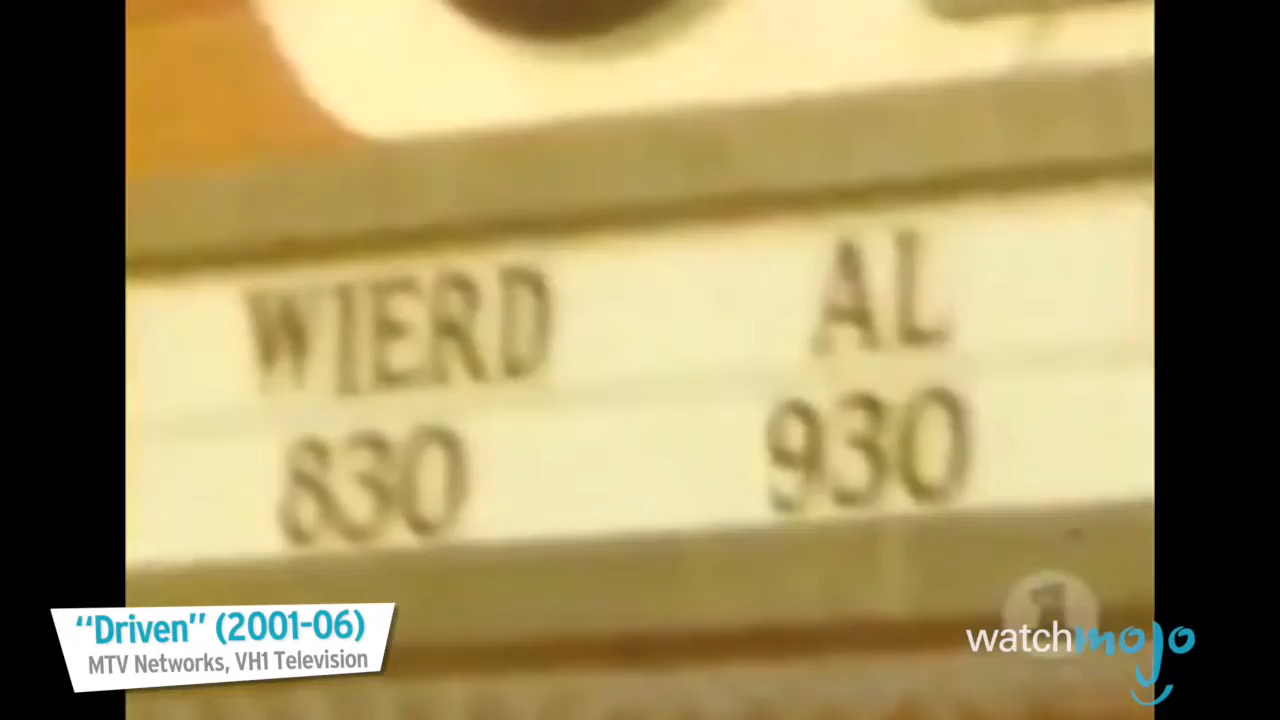 WIERD AL
830 930
“Driven” (2001-06)
MTV Networks, VH1 Television
watchmojo